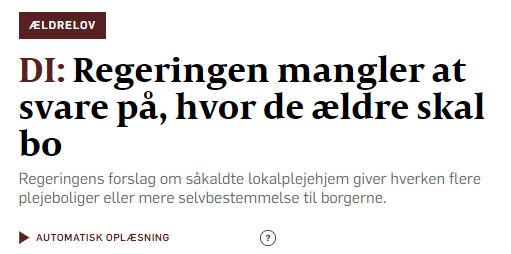 ÆLDRELOV
DI: Regeringen mangler at
svare på, hvor de ældre skal
bo
Regeringens forslag om såkaldte lokalplejehjem giver hverken flere
plejeboliger eller mere selvbestemmelse til borgerne.
AUTOMATISK OPLÆSNING ?